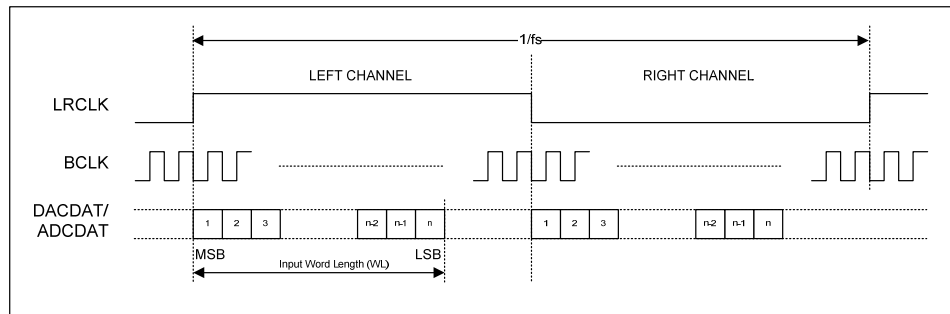 1/fs
LEFT CHANNEL RIGHT CHANNEL
LRCLK
BCLK
DACDAT/
ADCDAT
1 2 3 n-2 n-1 n 1 2 3 n-2 n-1 n
MSB LSB
Input Word Length (WL)